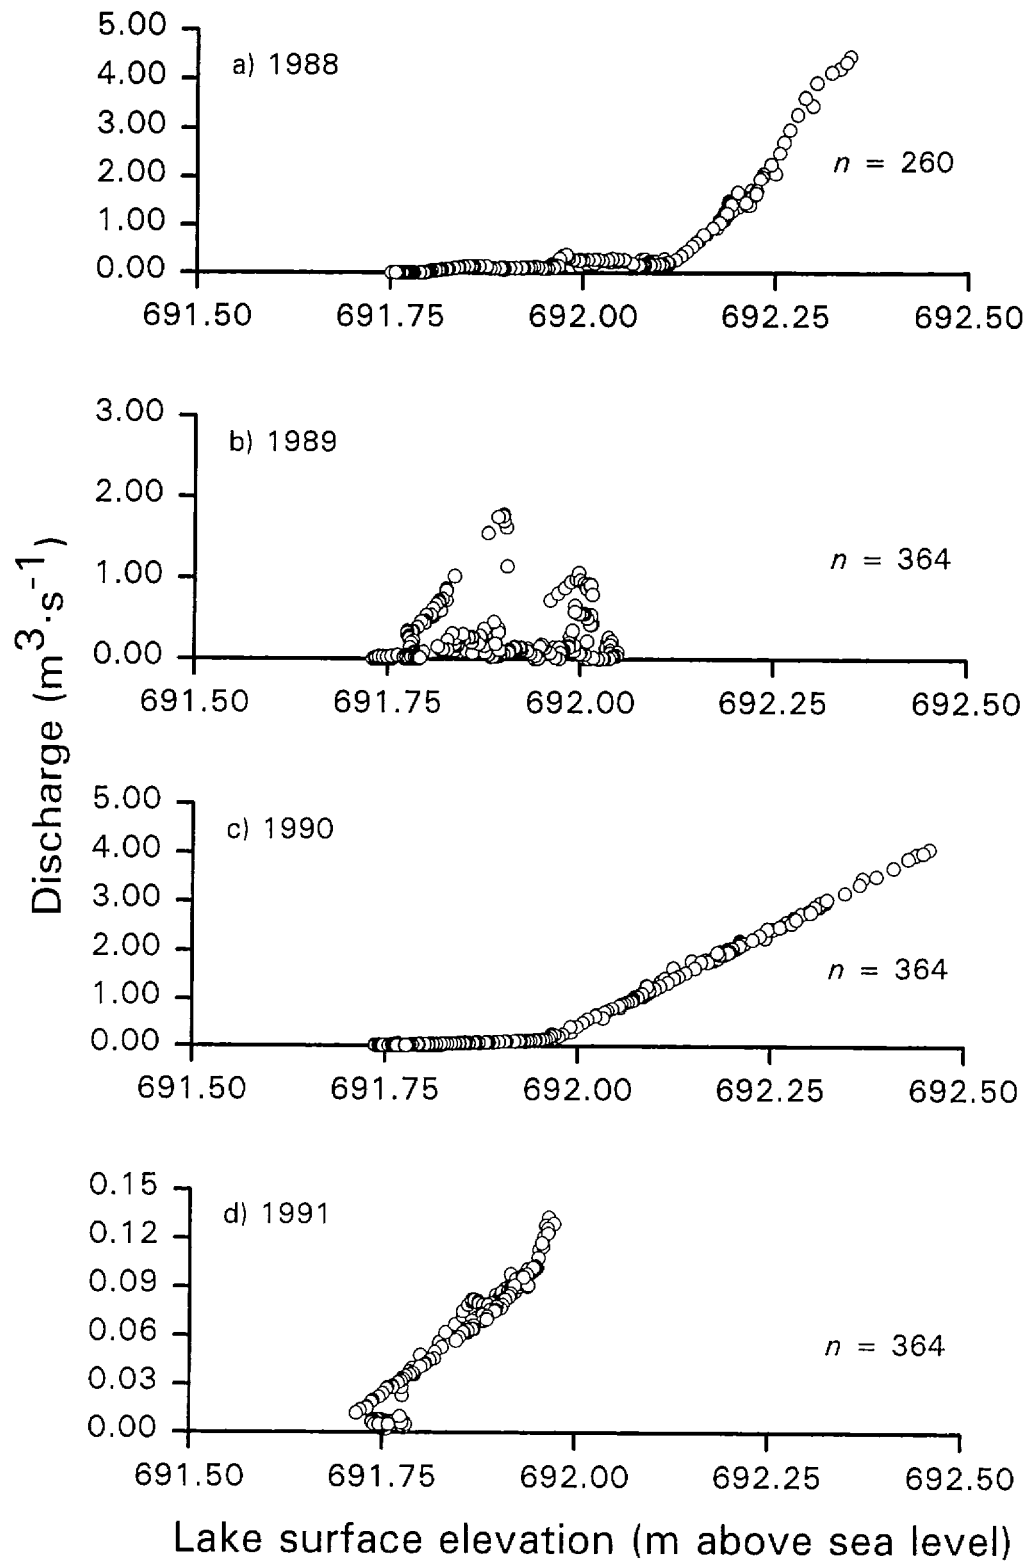 5.00
a) 1988
4.00
3.00
n = 260
2.00
1.00
0.00
691.50 691.75 692.00 692.25 692.50
3.00
b) 1989
2.00
n = 364
1.00
0.00
691.50 691.75 692.00 692.25 692.50
Discharge (m3·s-1)
5.00
c) 1990
4.00
3.00
2.00
n = 364
1.00
0.00
691.50 691.75 692.00 692.25 692.50
0.15
d) 1991
0.12
0.09
0.06
n = 364
0.03
0.00
691.50 691.75 692.00 692.25 692.50
Lake surface elevation (m above sea level)